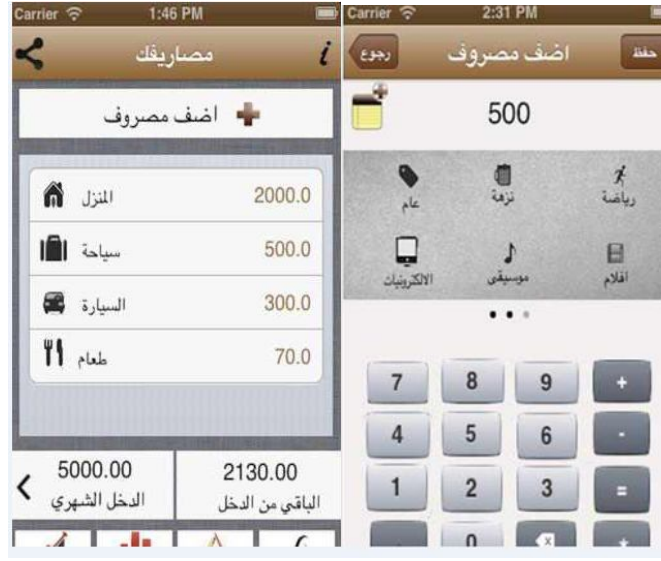 Carrier 1:46 PM
مصاريفك
اضف مصروف
المنزل 2000.0
سياحة 500.0
السيارة 300.0
طعام 70.0
5000.00
الدخل الشهري
2130.00
الباقي من الدخل
Carrier 2:31 PM
رجوع اضف مصروف حفظ
500
عام نزهة رياضة
الالكترونيات موسيقى افلام
7 8 9 +
4 5 6 -
1 2 3 =
. 0 x *